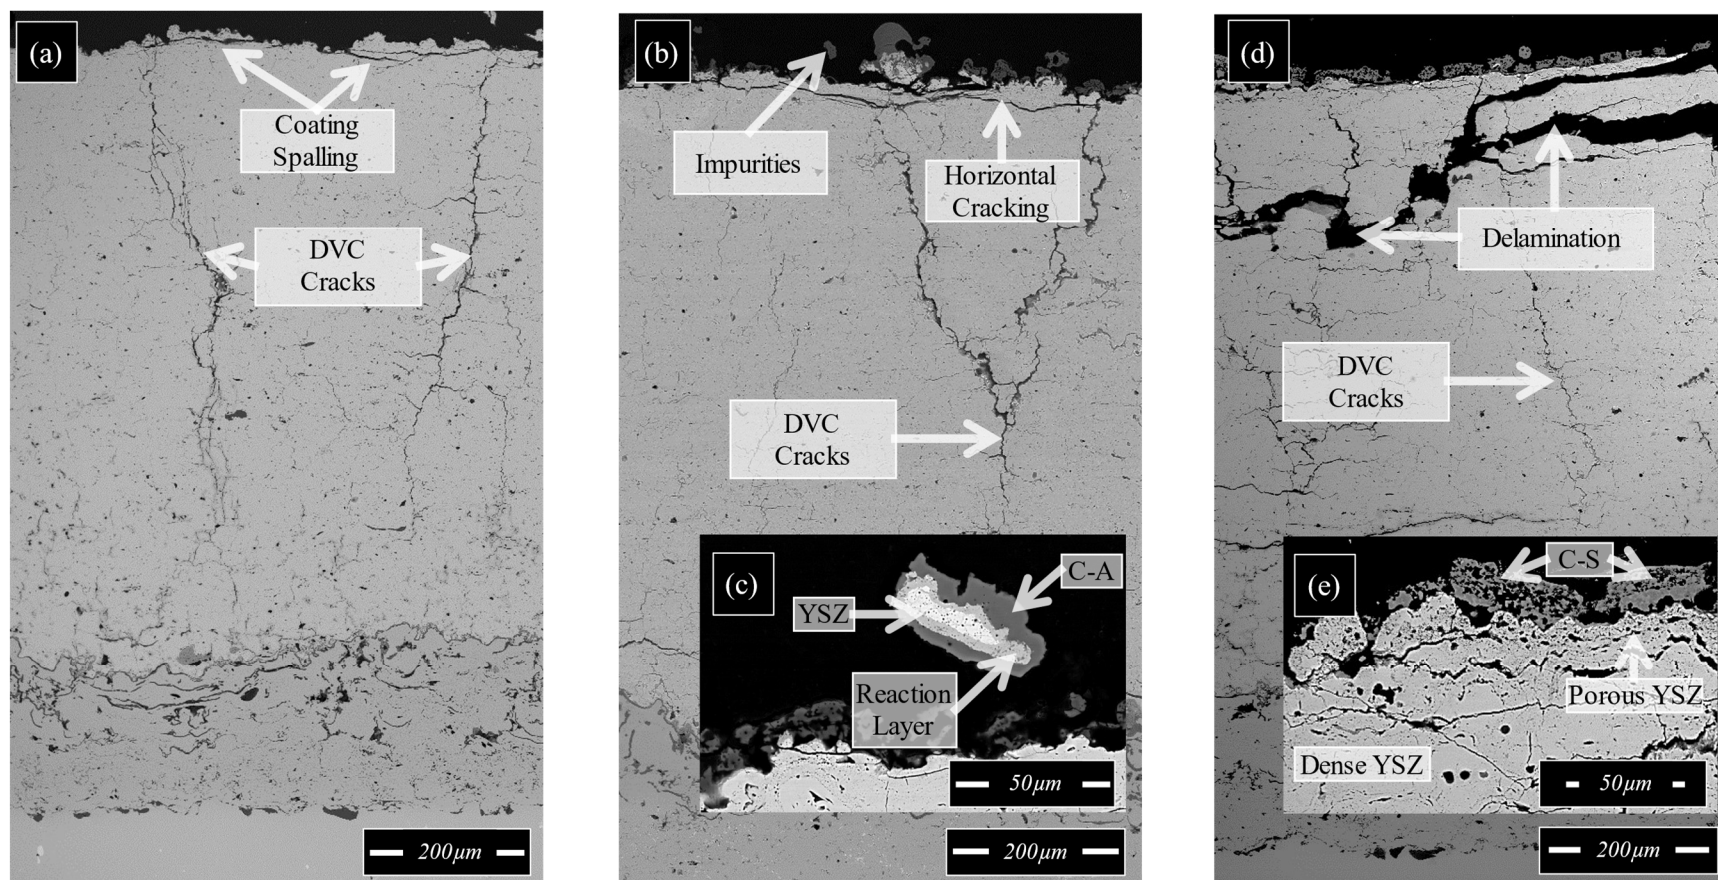 (a)
Coating
Spalling
DVC
Cracks
200µm
(b)
Impurities
Horizontal
Cracking
DVC
Cracks
(c)
C-A
YSZ
Reaction
Layer
50µm
200µm
(d)
Delamination
DVC
Cracks
(e)
C-S
Porous YSZ
Dense YSZ
50µm
200µm